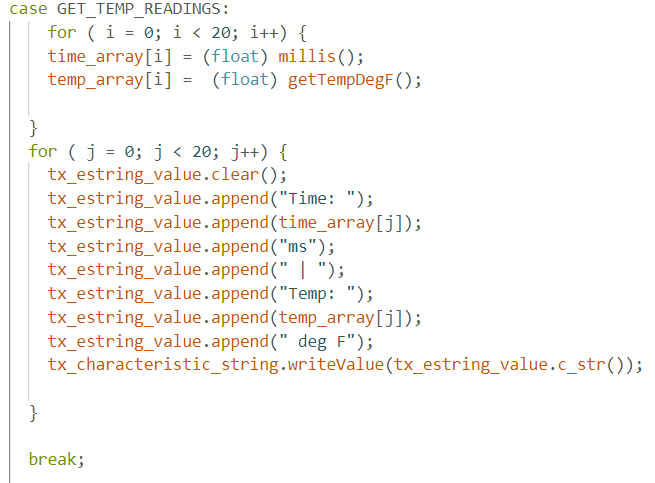 case GET_TEMP_READINGS:
for ( i = 0; i < 20; i++) {
time_array[i] = (float) millis();
temp_array[i] =  (float) getTempDegF();
}
for ( j = 0; j < 20; j++) {
tx_estring_value.clear();
tx_estring_value.append("Time: ");
tx_estring_value.append(time_array[j]);
tx_estring_value.append("ms");
tx_estring_value.append(" | ");
tx_estring_value.append("Temp: ");
tx_estring_value.append(temp_array[j]);
tx_estring_value.append(" deg F");
tx_characteristic_string.writeValue(tx_estring_value.c_str());
}
break;